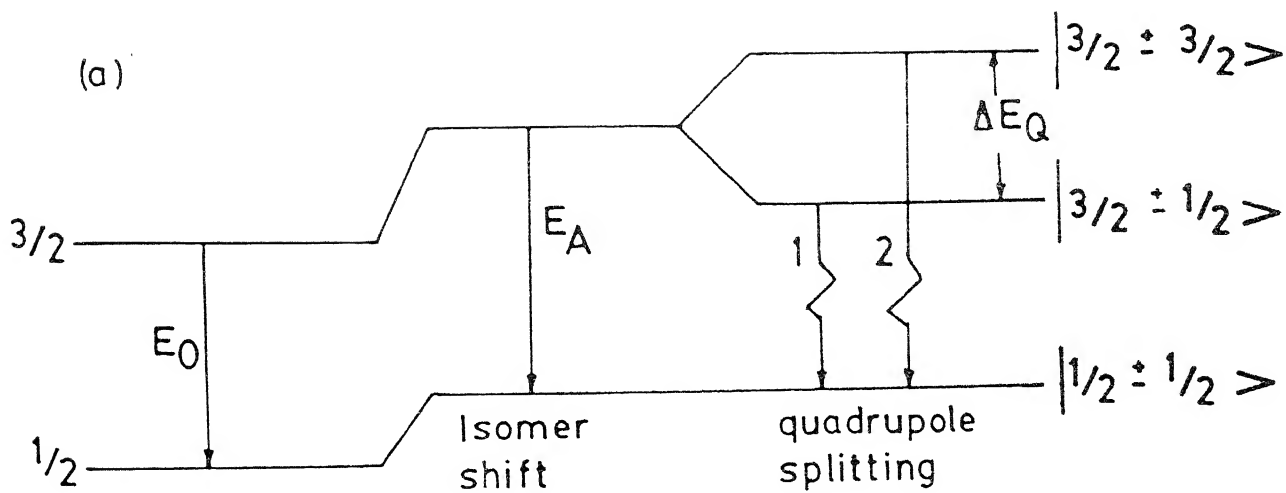 (a)
|3/2 ± 3/2 >
ΔE_Q
|3/2 ± 1/2 >
3/2
E_A
1
2
E_0
|1/2 ± 1/2 >
1/2
Isomer
shift
quadrupole
splitting